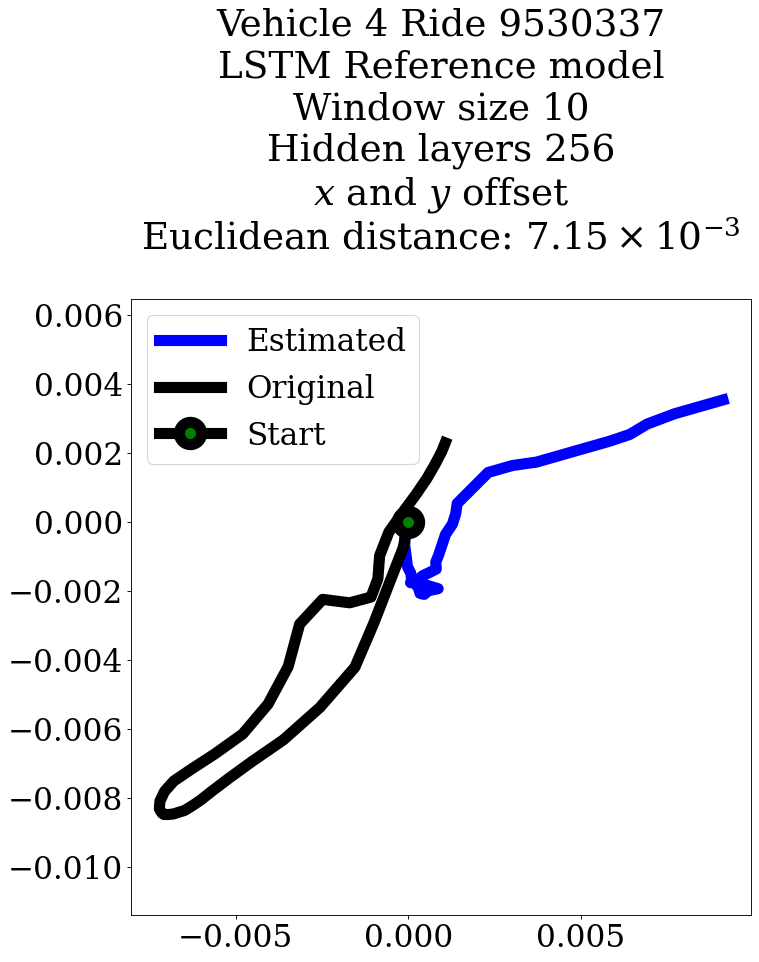 Vehicle 4 Ride 9530337
LSTM Reference model
Window size 10
Hidden layers 256
x and y offset
Euclidean distance: 7.15 × 10⁻³
Estimated
Original
Start
0.006
0.004
0.002
0.000
−0.002
−0.004
−0.006
−0.008
−0.010
−0.005 0.000 0.005